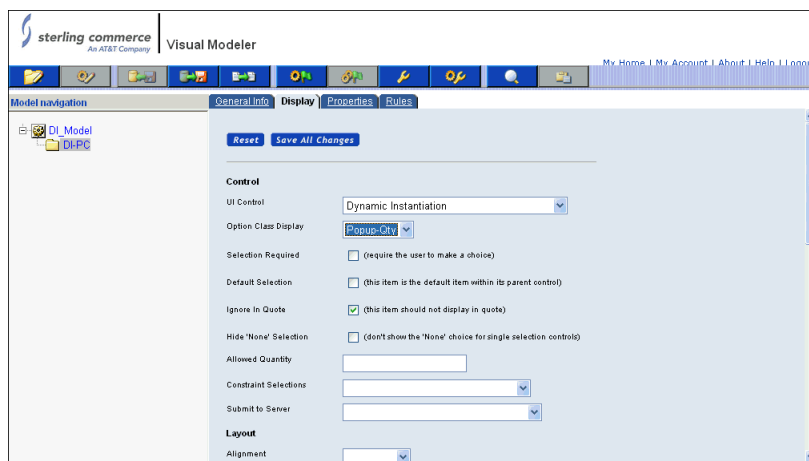 sterling commerce
An AT&T Company
Visual Modeler
My Home | My Account | About | Help | Logou
Model navigation
General Info Display Properties Rules
DI_Model
DI-PC
Reset Save All Changes
Control
UI Control Dynamic Instantiation
Option Class Display Popup-Qty
Selection Required (require the user to make a choice)
Default Selection (this item is the default item within its parent control)
Ignore In Quote (this item should not display in quote)
Hide 'None' Selection (don't show the 'None' choice for single selection controls)
Allowed Quantity
Constraint Selections
Submit to Server
Layout
Alignment